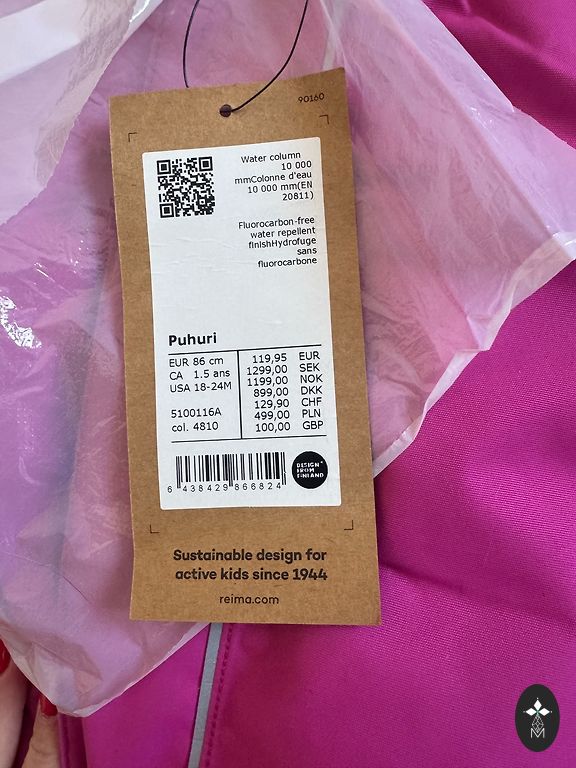 90160
Water column
10 000
mmColonne d'eau
10 000 mm(EN
20811)
Fluorocarbon-free
water repellent
finishHydrofuge
sans
fluorocarbone
Puhuri
EUR 86 cm
CA 1.5 ans
USA 18-24M
5100116A
col. 4810
119,95 EUR
1299,00 SEK
1199,00 NOK
899,00 DKK
129,90 CHF
499,00 PLN
100,00 GBP
6 438429 866824
DESIGN
FROM
FINLAND
Sustainable design for
active kids since 1944
reima.com
M